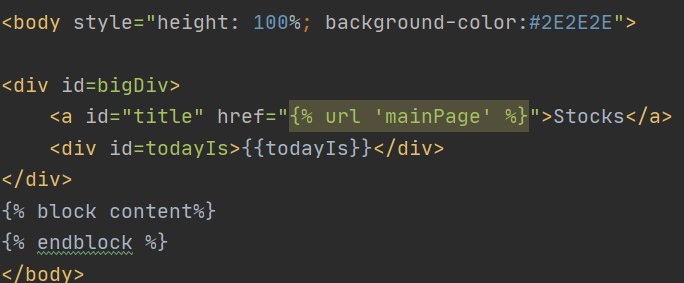 <body style="height: 100%; background-color:#2E2E2E">
<div id=bigDiv>
<a id="title" href="{% url 'mainPage' %}">Stocks</a>
<div id=todayIs>{{todayIs}}</div>
</div>
{% block content%}
{% endblock %}
</body>